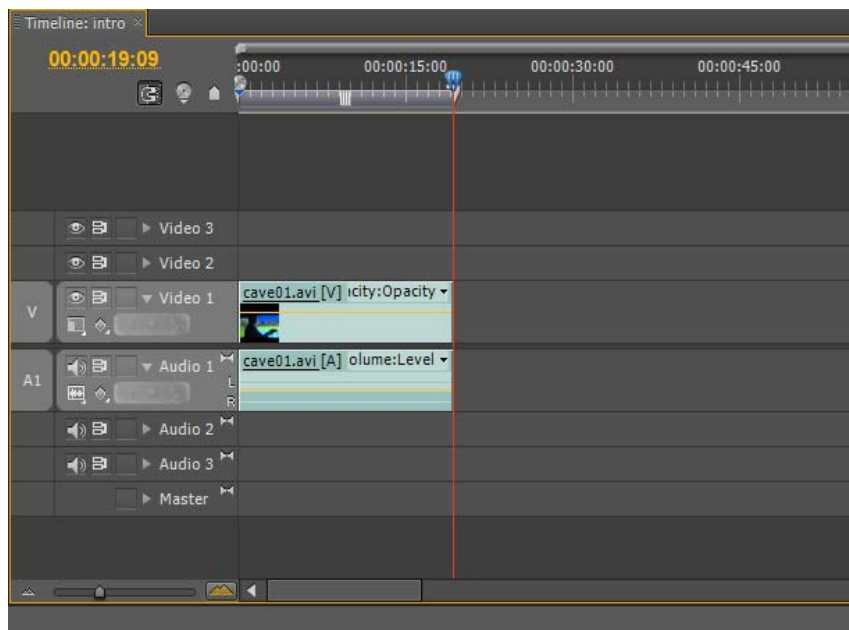 Timeline: intro ×
00:00:19:09
:00:00 00:00:15:00 00:00:30:00 00:00:45:00
Video 3
Video 2
V Video 1 cave01.avi [V] ıcity:Opacity
A1 Audio 1 L R cave01.avi [A] olume:Level
Audio 2
Audio 3
Master